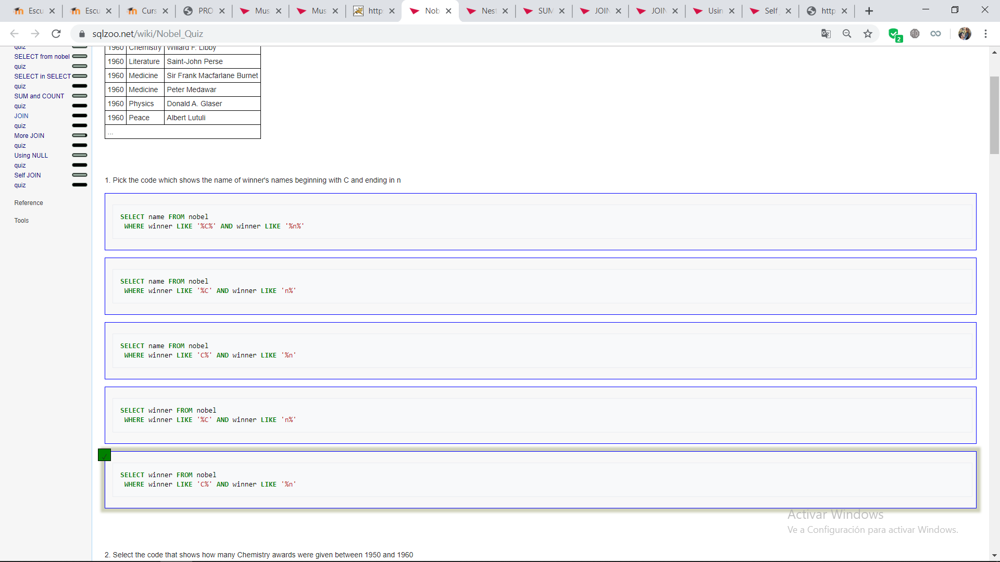 Escu
Escu
Curs
PRO
Mus
Mus
http
Nob
Nest
SUM
JOIN
JOIN
Usin
Self
http
sqlzoo.net/wiki/Nobel_Quiz
2
quiz
SELECT from nobel
quiz
SELECT in SELECT
quiz
SUM and COUNT
quiz
JOIN
quiz
More JOIN
quiz
Using NULL
quiz
Self JOIN
quiz
Reference
Tools
1960 Chemistry Willard F. Libby
1960 Literature Saint-John Perse
1960 Medicine Sir Frank Macfarlane Burnet
1960 Medicine Peter Medawar
1960 Physics Donald A. Glaser
1960 Peace Albert Lutuli
...
1. Pick the code which shows the name of winner's names beginning with C and ending in n
SELECT name FROM nobel
WHERE winner LIKE '%C%' AND winner LIKE '%n%'
SELECT name FROM nobel
WHERE winner LIKE '%C' AND winner LIKE 'n%'
SELECT name FROM nobel
WHERE winner LIKE 'C%' AND winner LIKE '%n'
SELECT winner FROM nobel
WHERE winner LIKE '%C' AND winner LIKE 'n%'
SELECT winner FROM nobel
WHERE winner LIKE 'C%' AND winner LIKE '%n'
Activar Windows
Ve a Configuración para activar Windows.
2. Select the code that shows how many Chemistry awards were given between 1950 and 1960